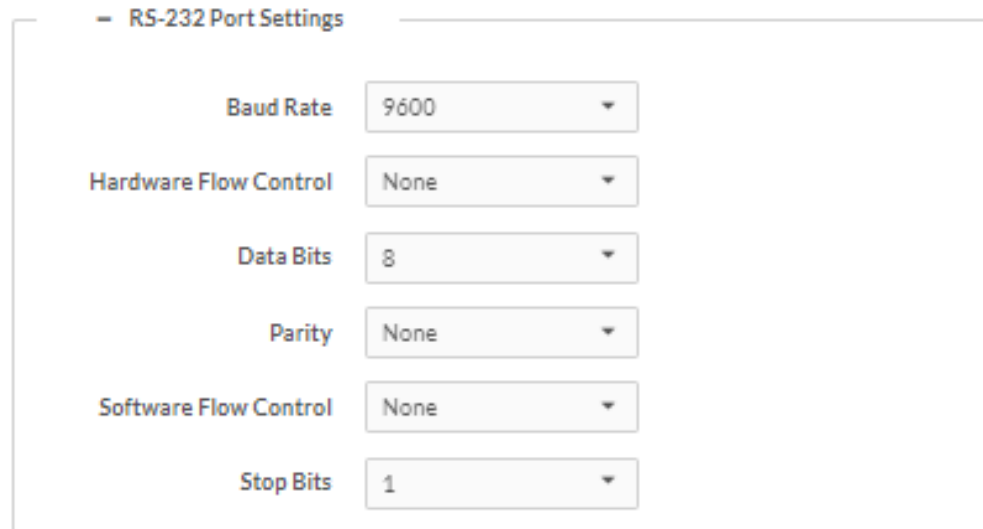 − RS-232 Port Settings
Baud Rate 9600
Hardware Flow Control None
Data Bits 8
Parity None
Software Flow Control None
Stop Bits 1